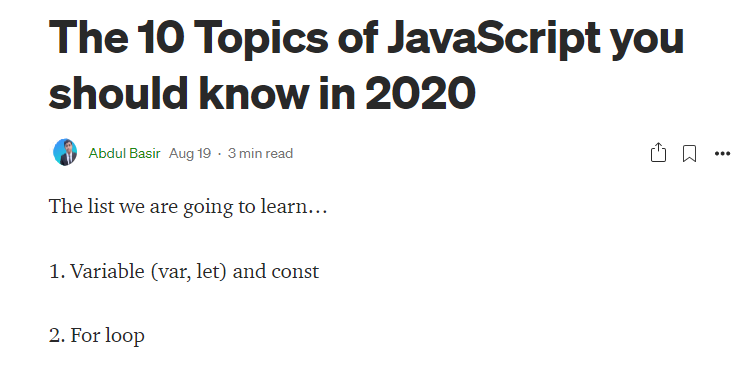 The 10 Topics of JavaScript you
should know in 2020
Abdul Basir Aug 19 · 3 min read
The list we are going to learn…
1. Variable (var, let) and const
2. For loop